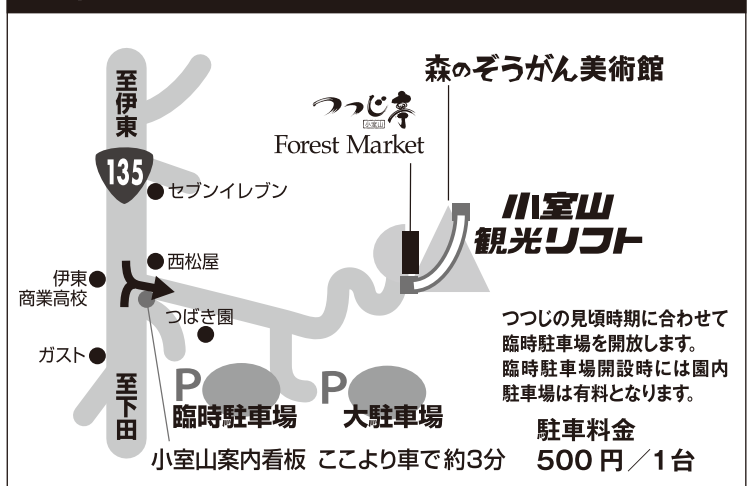 至伊東
135
セブンイレブン
西松屋
伊東
商業高校
つばき園
ガスト
至下田
つつじ亭
小室山
Forest Market
森のぞうがん美術館
小室山
観光リフト
P
臨時駐車場
P
大駐車場
小室山案内看板 ここより車で約3分
つつじの見頃時期に合わせて
臨時駐車場を開放します。
臨時駐車場開設時には園内
駐車場は有料となります。
駐車料金
500円／1台